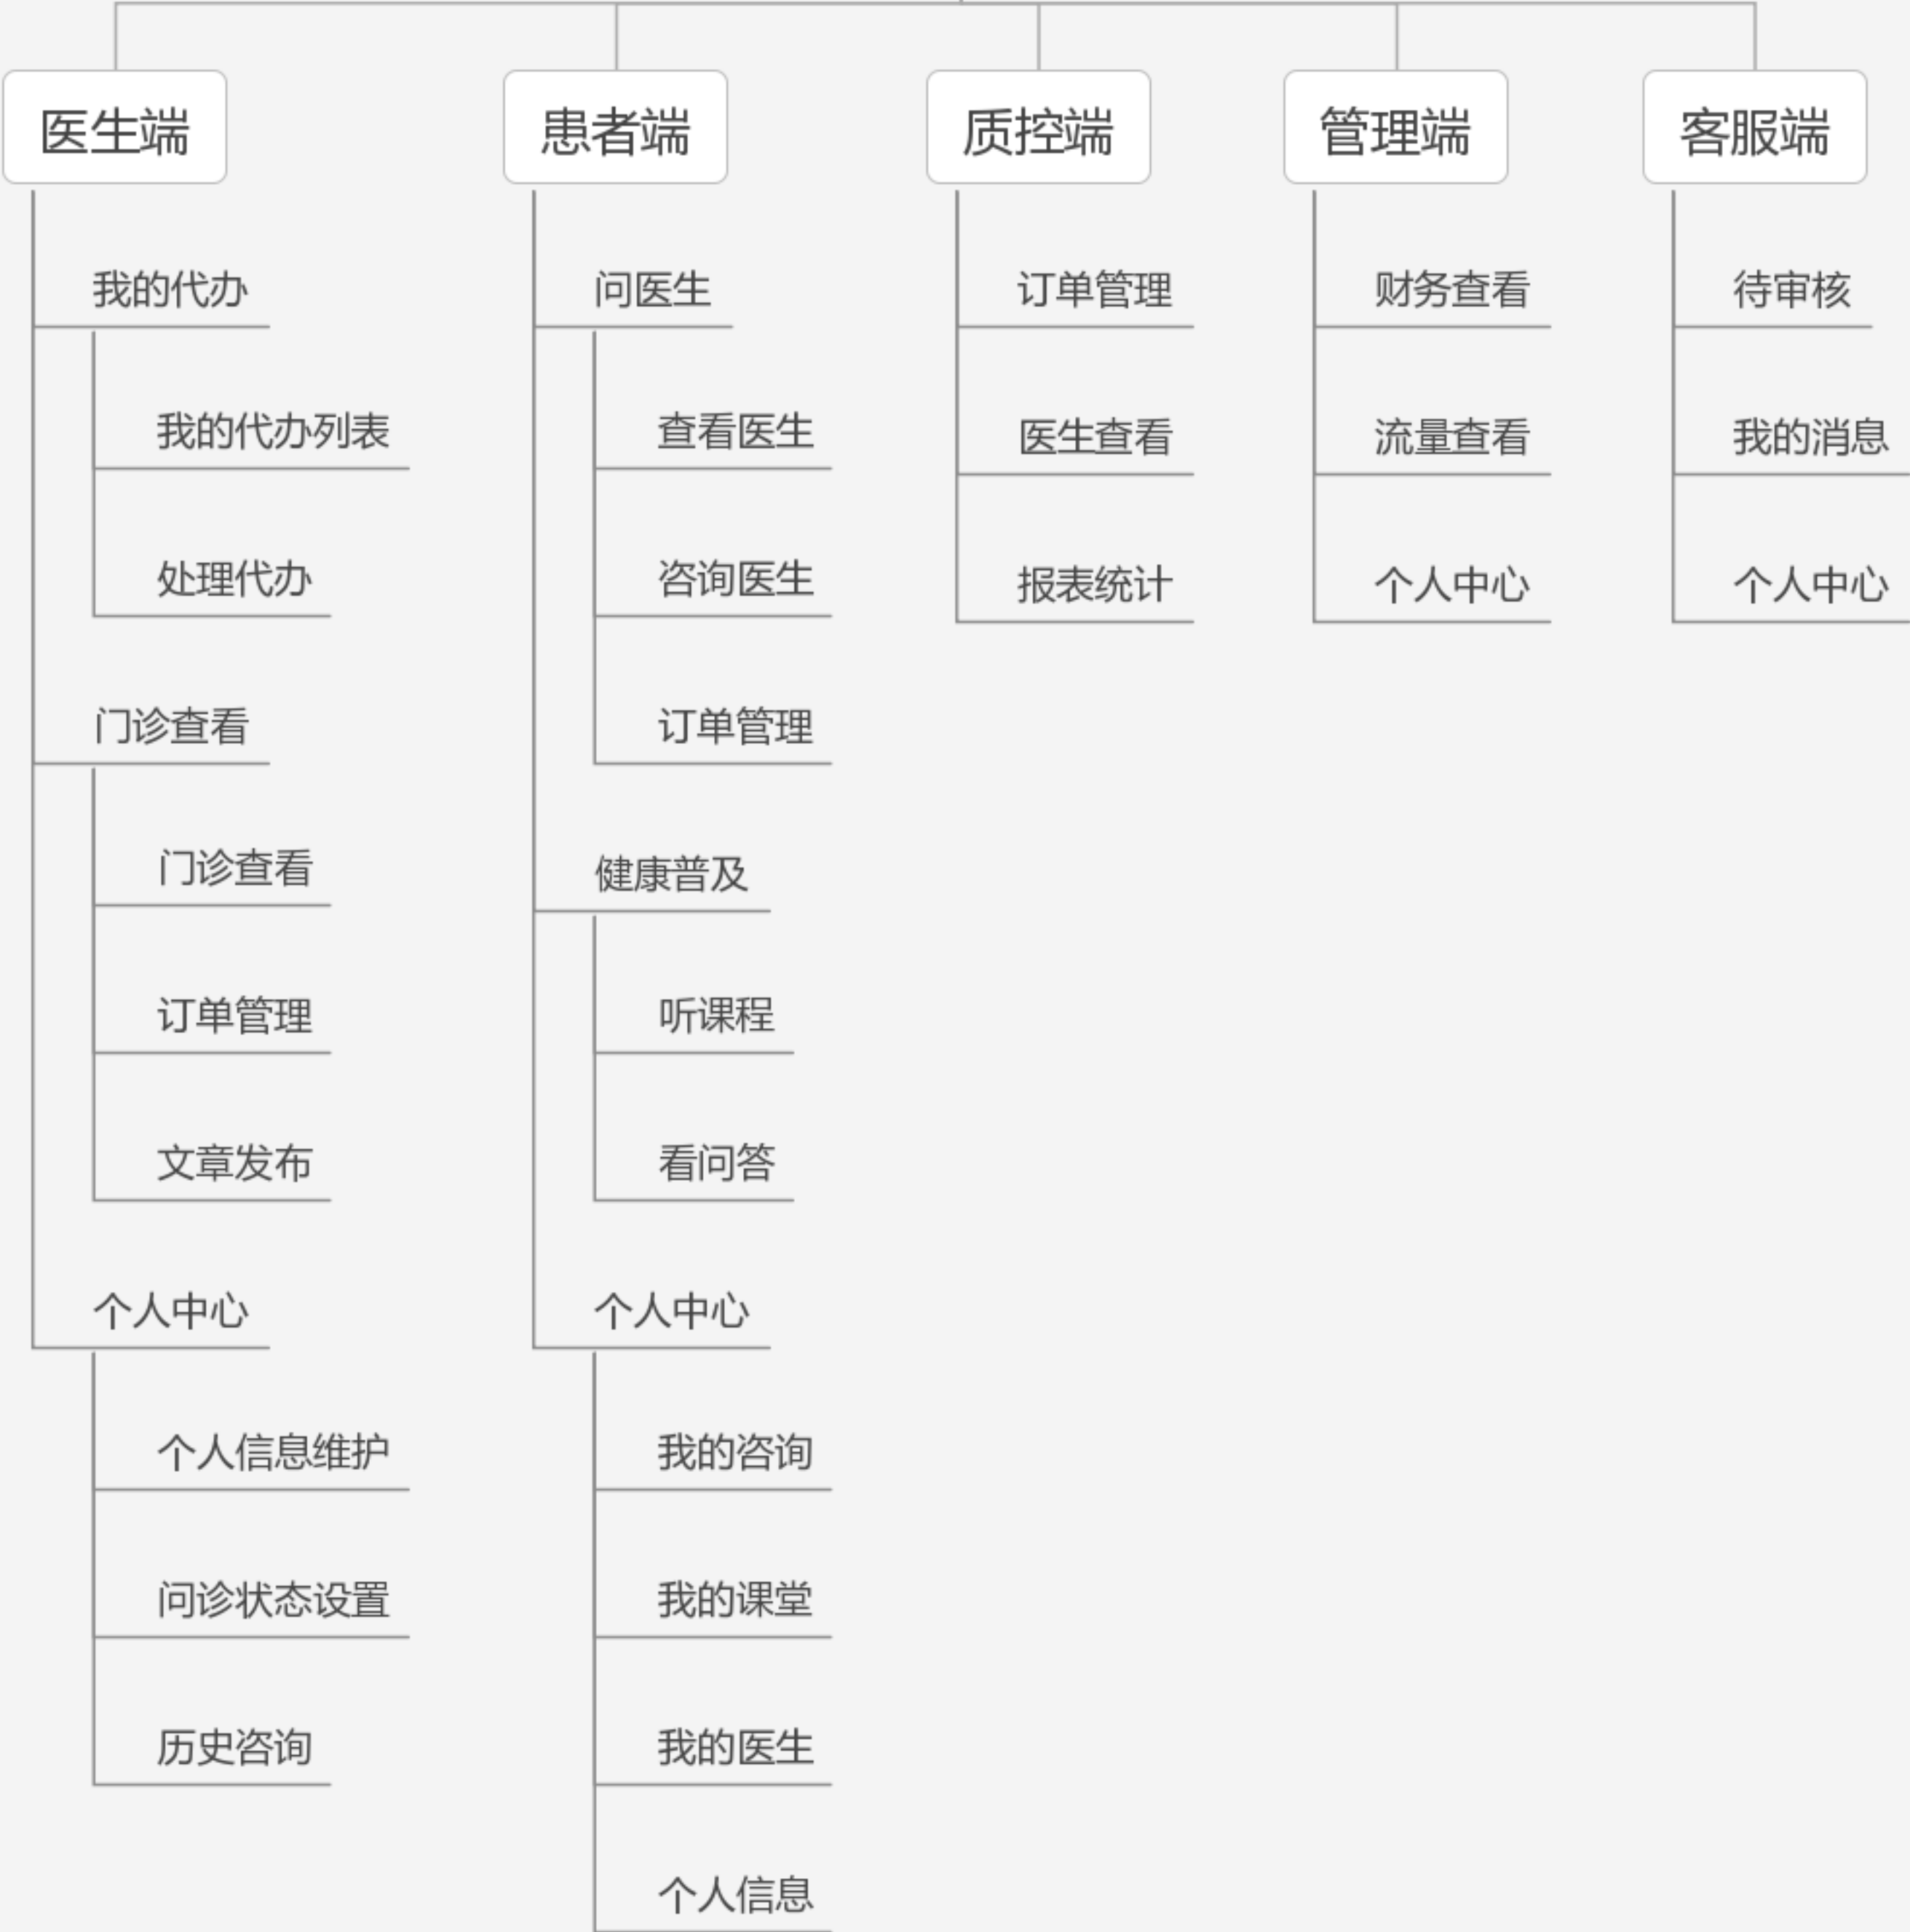 医生端
我的代办
我的代办列表
处理代办
门诊查看
门诊查看
订单管理
文章发布
个人中心
个人信息维护
问诊状态设置
历史咨询
患者端
问医生
查看医生
咨询医生
订单管理
健康普及
听课程
看问答
个人中心
我的咨询
我的课堂
我的医生
个人信息
质控端
订单管理
医生查看
报表统计
管理端
财务查看
流量查看
个人中心
客服端
待审核
我的消息
个人中心